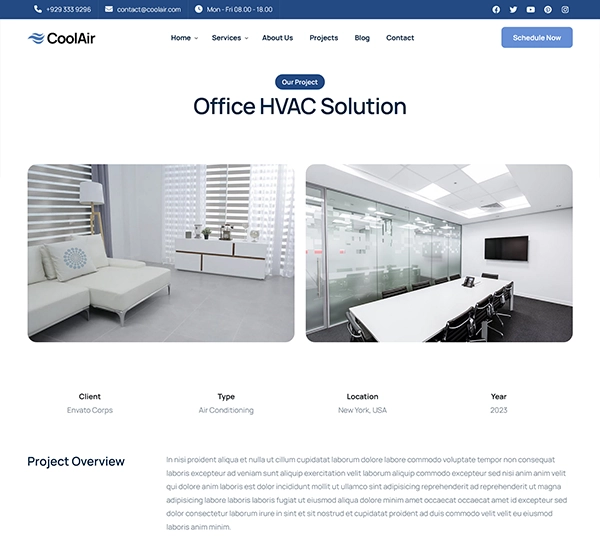 +929 333 9296 contact@coolair.com Mon - Fri 08.00 - 18.00
CoolAir Home Services About Us Projects Blog Contact Schedule Now
Our Project
Office HVAC Solution
Client Type Location Year
Envato Corps Air Conditioning New York, USA 2023
Project Overview In nisi proident aliqua et nulla ut cillum cupidatat laborum dolore labore commodo voluptate tempor non consequat
laboris excepteur ad veniam sunt aliquip exercitation velit laborum aliquip commodo excepteur sed nisi anim anim velit
qui dolore anim laboris est dolor incididunt mollit ut ullamco sint adipisicing reprehenderit ad reprehenderit ut magna
adipisicing labore laboris laboris fugiat ut eiusmod aliqua dolore minim amet occaecat occaecat amet id excepteur sed
dolor consectetur laborum irure in sint et sit nostrud et cupidatat proident ad duis commodo velit velit eu eiusmod
laboris anim minim.